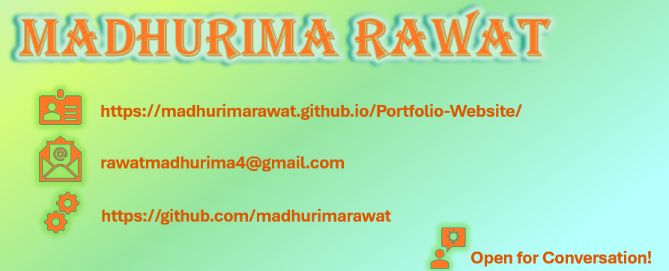 MADHURIMA RAWAT
https://madhurimarawat.github.io/Portfolio-Website/
rawatmadhurima4@gmail.com
https://github.com/madhurimarawat
Open for Conversation!